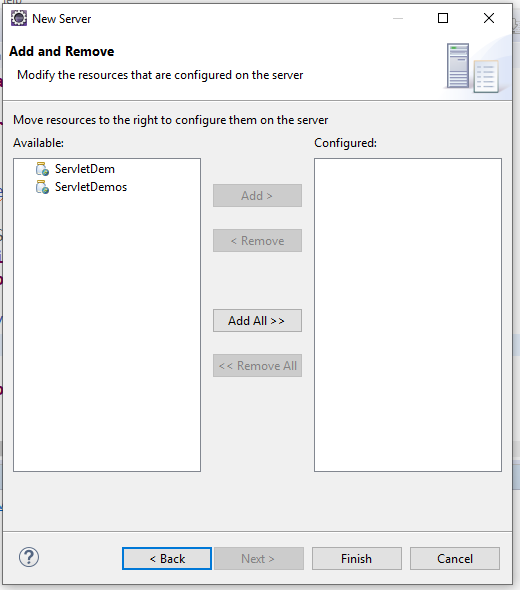 New Server
Add and Remove
Modify the resources that are configured on the server
Move resources to the right to configure them on the server
Available:
Configured:
ServletDem
ServletDemos
Add >
< Remove
Add All >>
<< Remove All
?
< Back
Next >
Finish
Cancel